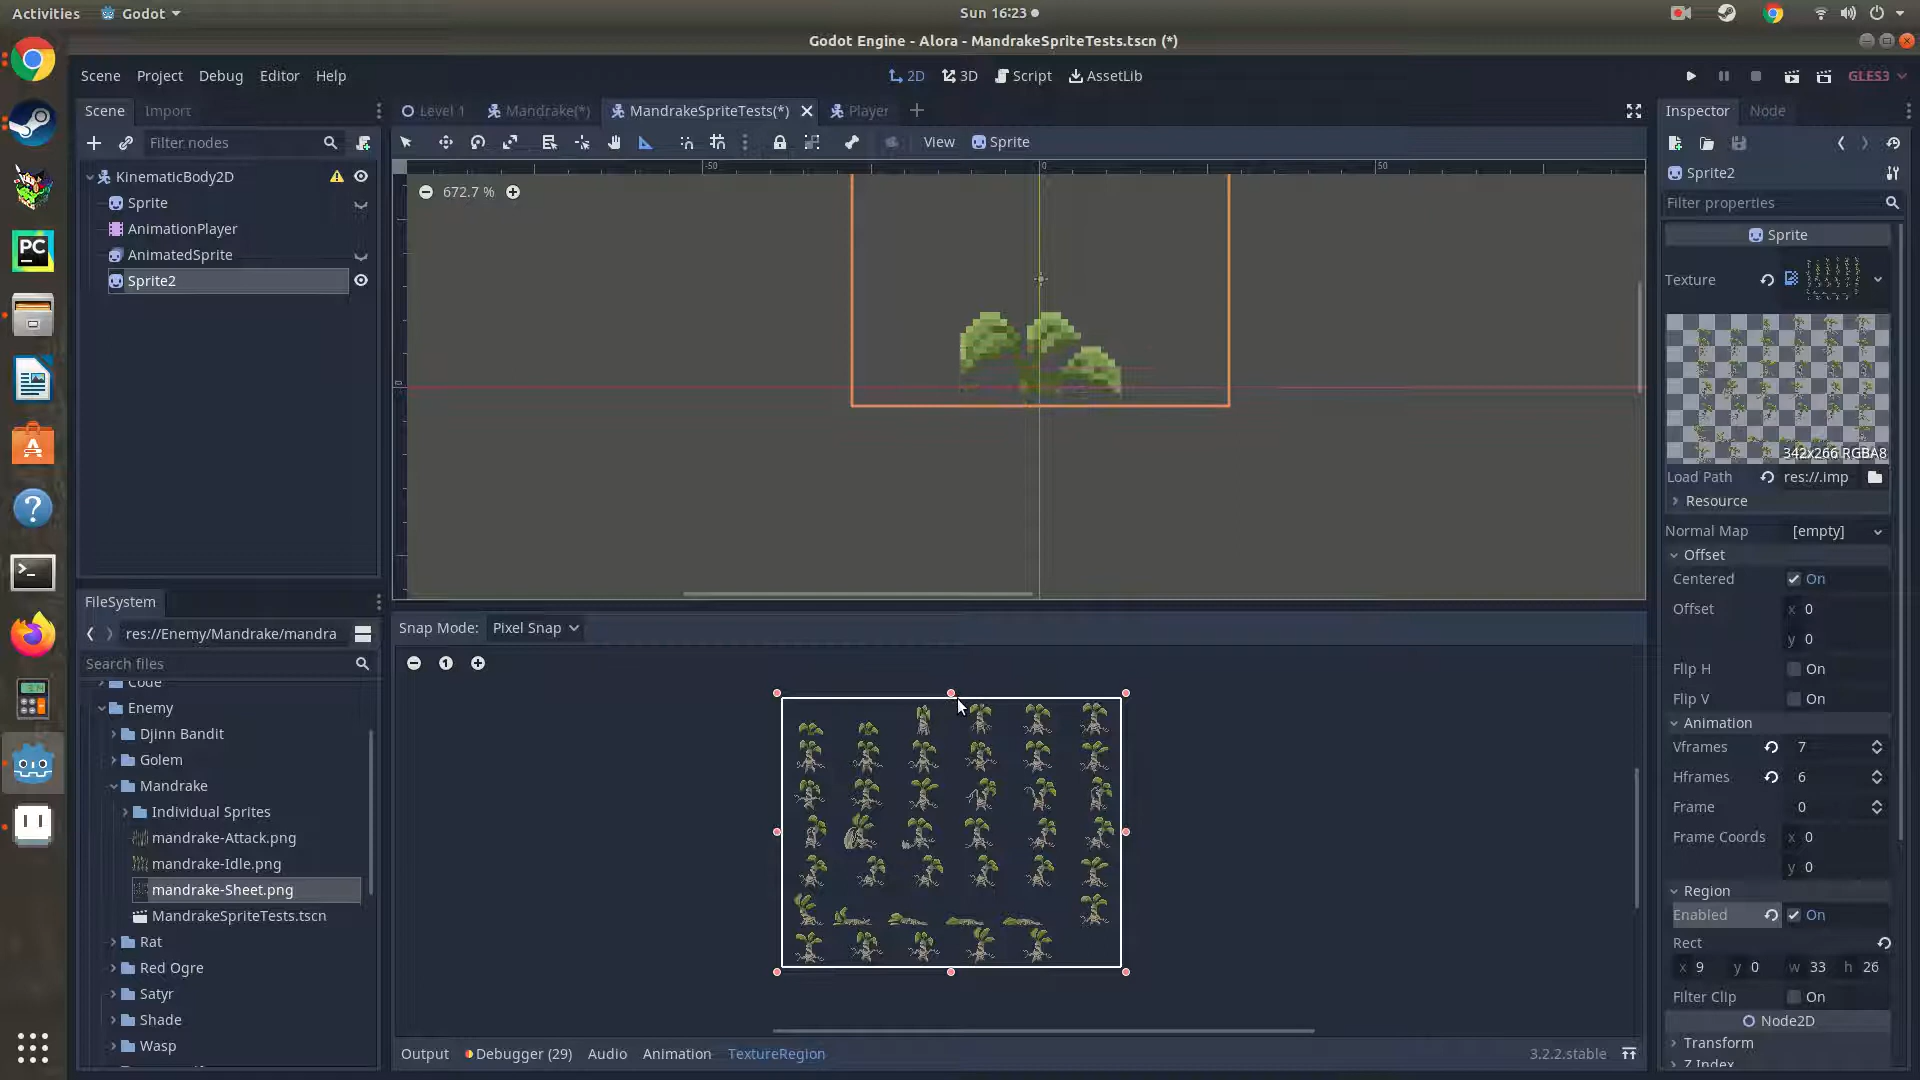 Activities
Godot
Sun 16:23
Godot Engine - Alora - MandrakeSpriteTests.tscn (*)
Scene Project Debug Editor Help
2D 3D Script AssetLib
GLES3
Scene Import
Level 1 Mandrake(*) MandrakeSpriteTests(*) Player
Inspector Node
Filter nodes
View Sprite
KinematicBody2D
Sprite
AnimationPlayer
AnimatedSprite
Sprite2
-50 0 50
672.7 %
Sprite2
Filter properties
Sprite
Texture
342x266 RGBA8
Load Path res://.imp
Resource
Normal Map [empty]
Offset
Centered On
Offset x 0
y 0
Flip H On
Flip V On
Animation
Vframes 7
Hframes 6
Frame 0
Frame Coords x 0
y 0
Region
Enabled On
Rect
x 9 y 0 w 33 h 26
Filter Clip On
Node2D
Transform
Z Index
FileSystem
res://Enemy/Mandrake/mandra
Search files
Code
Enemy
Djinn Bandit
Golem
Mandrake
Individual Sprites
mandrake-Attack.png
mandrake-Idle.png
mandrake-Sheet.png
MandrakeSpriteTests.tscn
Rat
Red Ogre
Satyr
Shade
Wasp
Snap Mode: Pixel Snap
1
Output Debugger (29) Audio Animation TextureRegion
3.2.2.stable
PC
A
?